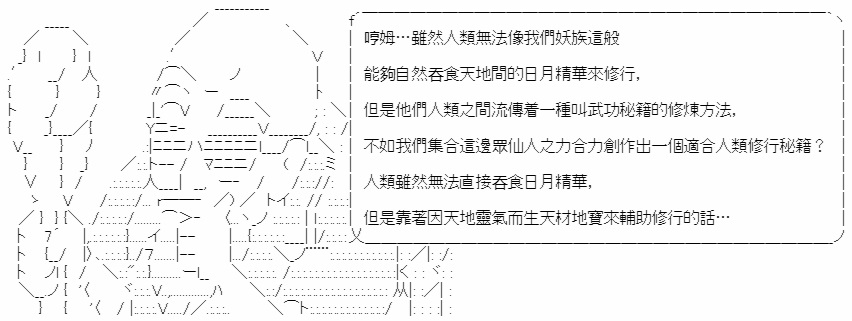 哼姆…雖然人類無法像我們妖族這般
能夠自然吞食天地間的日月精華來修行，
但是他們人類之間流傳着一種叫武功秘籍的修煉方法，
不如我們集合這邊眾仙人之力合力創作出一個適合人類修行秘籍？
人類雖然無法直接吞食日月精華，
但是靠著因天地靈氣而生天材地寶來輔助修行的話…